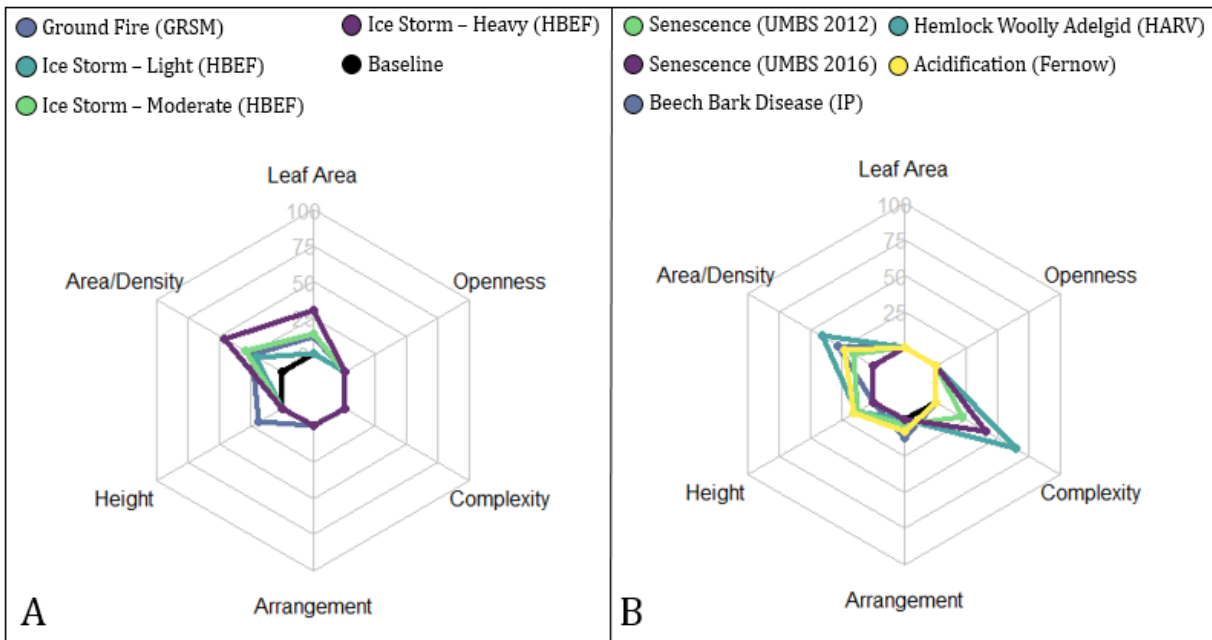 Ground Fire (GRSM)
Ice Storm – Heavy (HBEF)
Ice Storm – Light (HBEF)
Baseline
Ice Storm – Moderate (HBEF)
Leaf Area
100
75
50
25
0
Area/Density
Openness
Height
Complexity
Arrangement
A
Senescence (UMBS 2012)
Hemlock Woolly Adelgid (HARV)
Senescence (UMBS 2016)
Acidification (Fernow)
Beech Bark Disease (IP)
Leaf Area
100
75
50
25
Area/Density
Openness
Height
Complexity
Arrangement
B